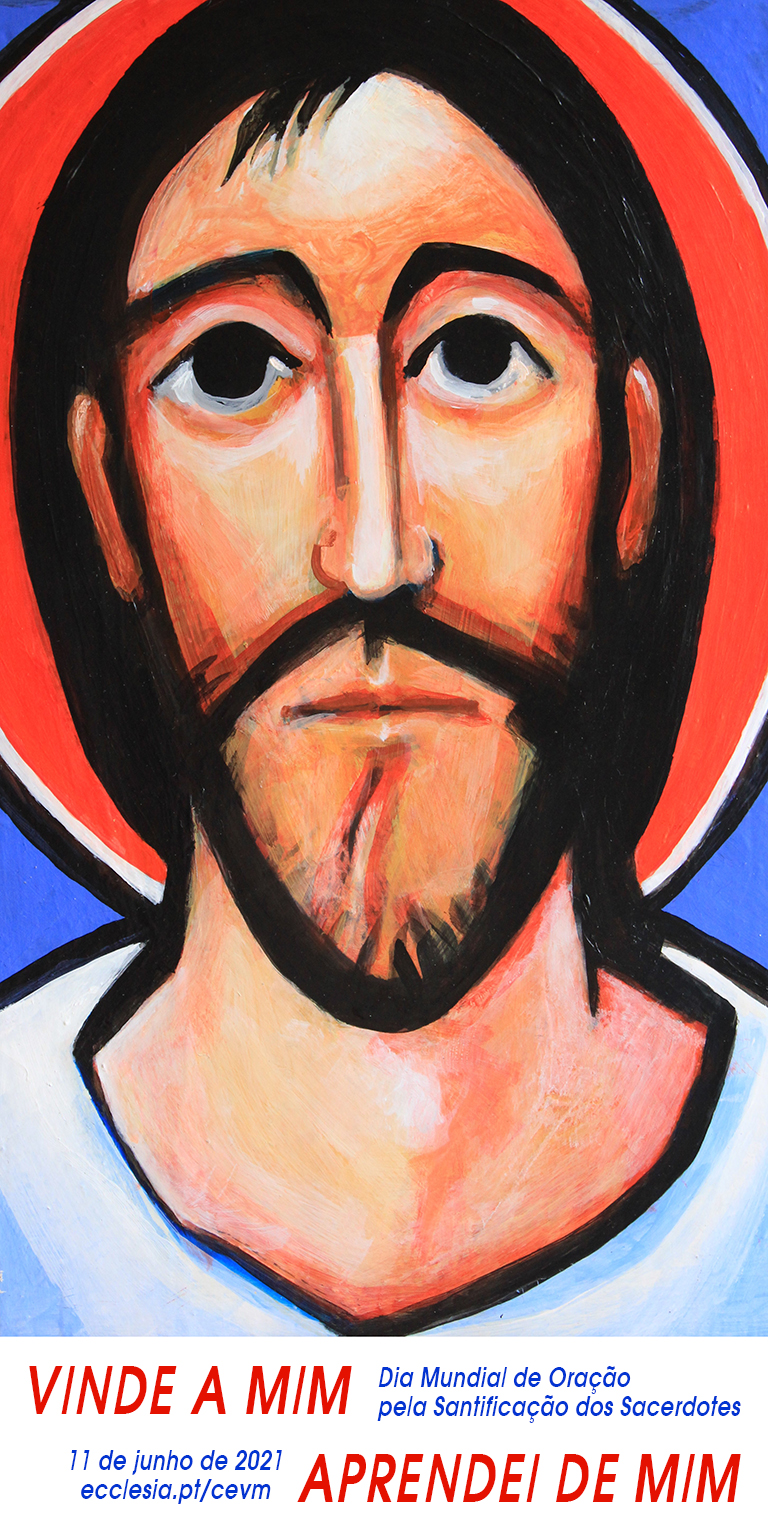 VINDE A MIM
Dia Mundial de Oração
pela Santificação dos Sacerdotes
11 de junho de 2021
ecclesia.pt/cevm
APRENDEI DE MIM